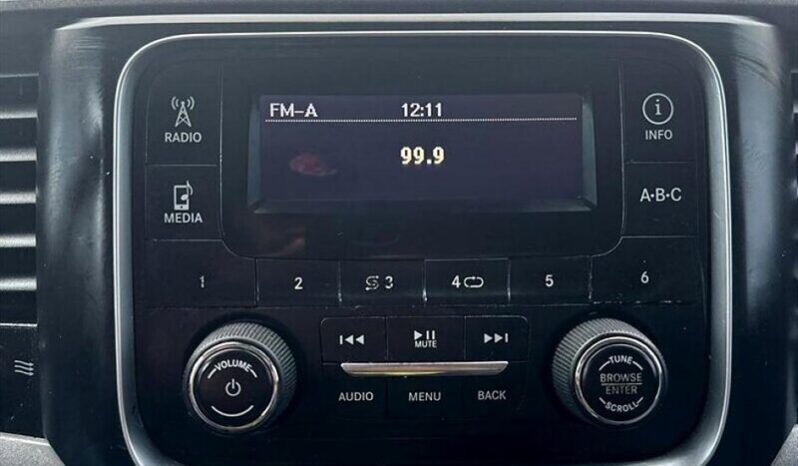 FM-A 12:11
99.9
RADIO
INFO
MEDIA
A·B·C
1 2 3 4 5 6
MUTE
VOLUME
AUDIO MENU BACK
TUNE
BROWSE
ENTER
SCROLL